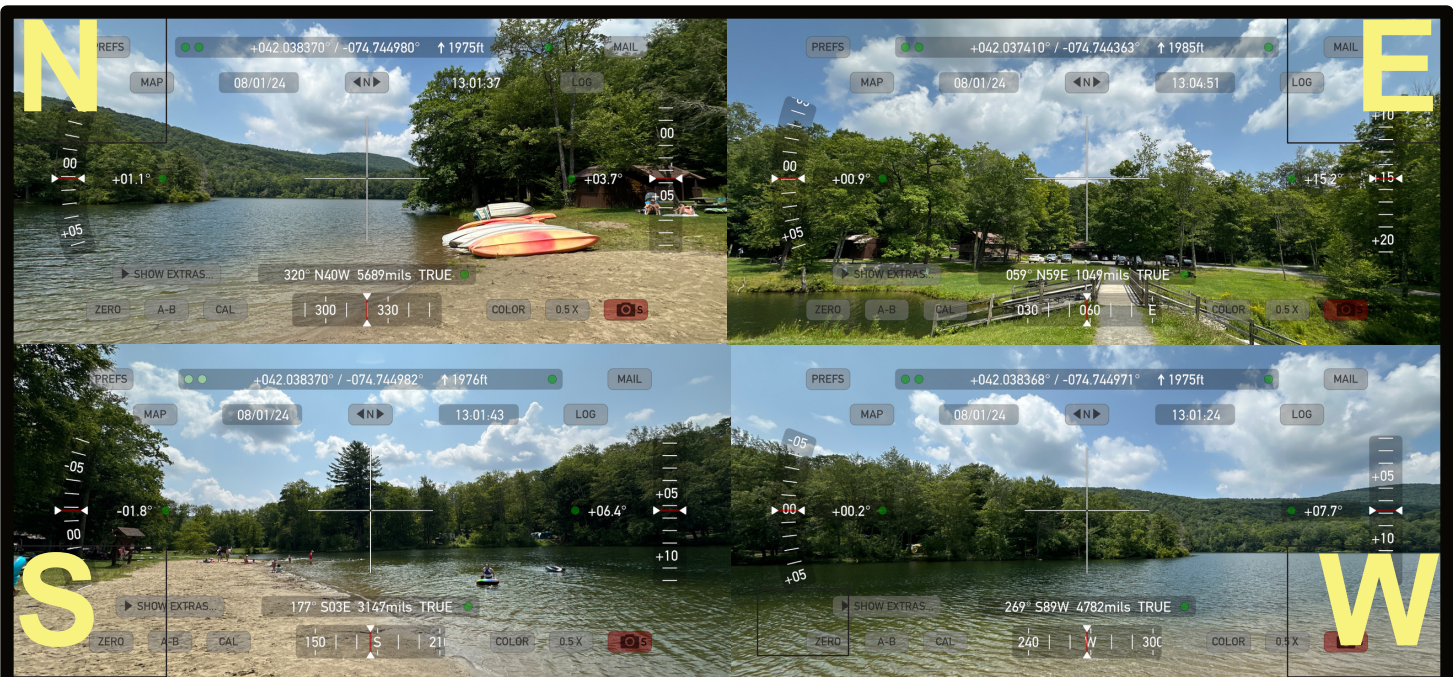 N
PREFS
+042.038370° / -074.744980° ↑ 1975ft
MAIL
MAP
08/01/24
◀N▶
13:01:37
LOG
00
+01.1°
+05
00
+03.7°
+05
▶ SHOW EXTRAS...
320° N40W 5689mils TRUE
ZERO
A-B
CAL
300 330
COLOR
0.5 X
S
E
PREFS
+042.037410° / -074.744363° ↑ 1985ft
MAIL
MAP
08/01/24
◀N▶
13:04:51
LOG
00
+00.9°
+05
+10
+15.2°
+15
+20
▶ SHOW EXTRAS...
059° N59E 1049mils TRUE
ZERO
A-B
CAL
030 060 E
COLOR
0.5 X
S
S
PREFS
+042.038370° / -074.744982° ↑ 1976ft
MAIL
MAP
08/01/24
◀N▶
13:01:43
LOG
-05
-01.8°
00
+05
+06.4°
+10
▶ SHOW EXTRAS...
177° S03E 3147mils TRUE
ZERO
A-B
CAL
150 S 21
COLOR
0.5 X
S
W
PREFS
+042.038368° / -074.744971° ↑ 1975ft
MAIL
MAP
08/01/24
◀N▶
13:01:24
LOG
-05
00
+00.2°
+05
+05
+07.7°
+10
▶ SHOW EXTRAS...
269° S89W 4782mils TRUE
ZERO
A-B
CAL
240 W 300
COLOR
0.5 X